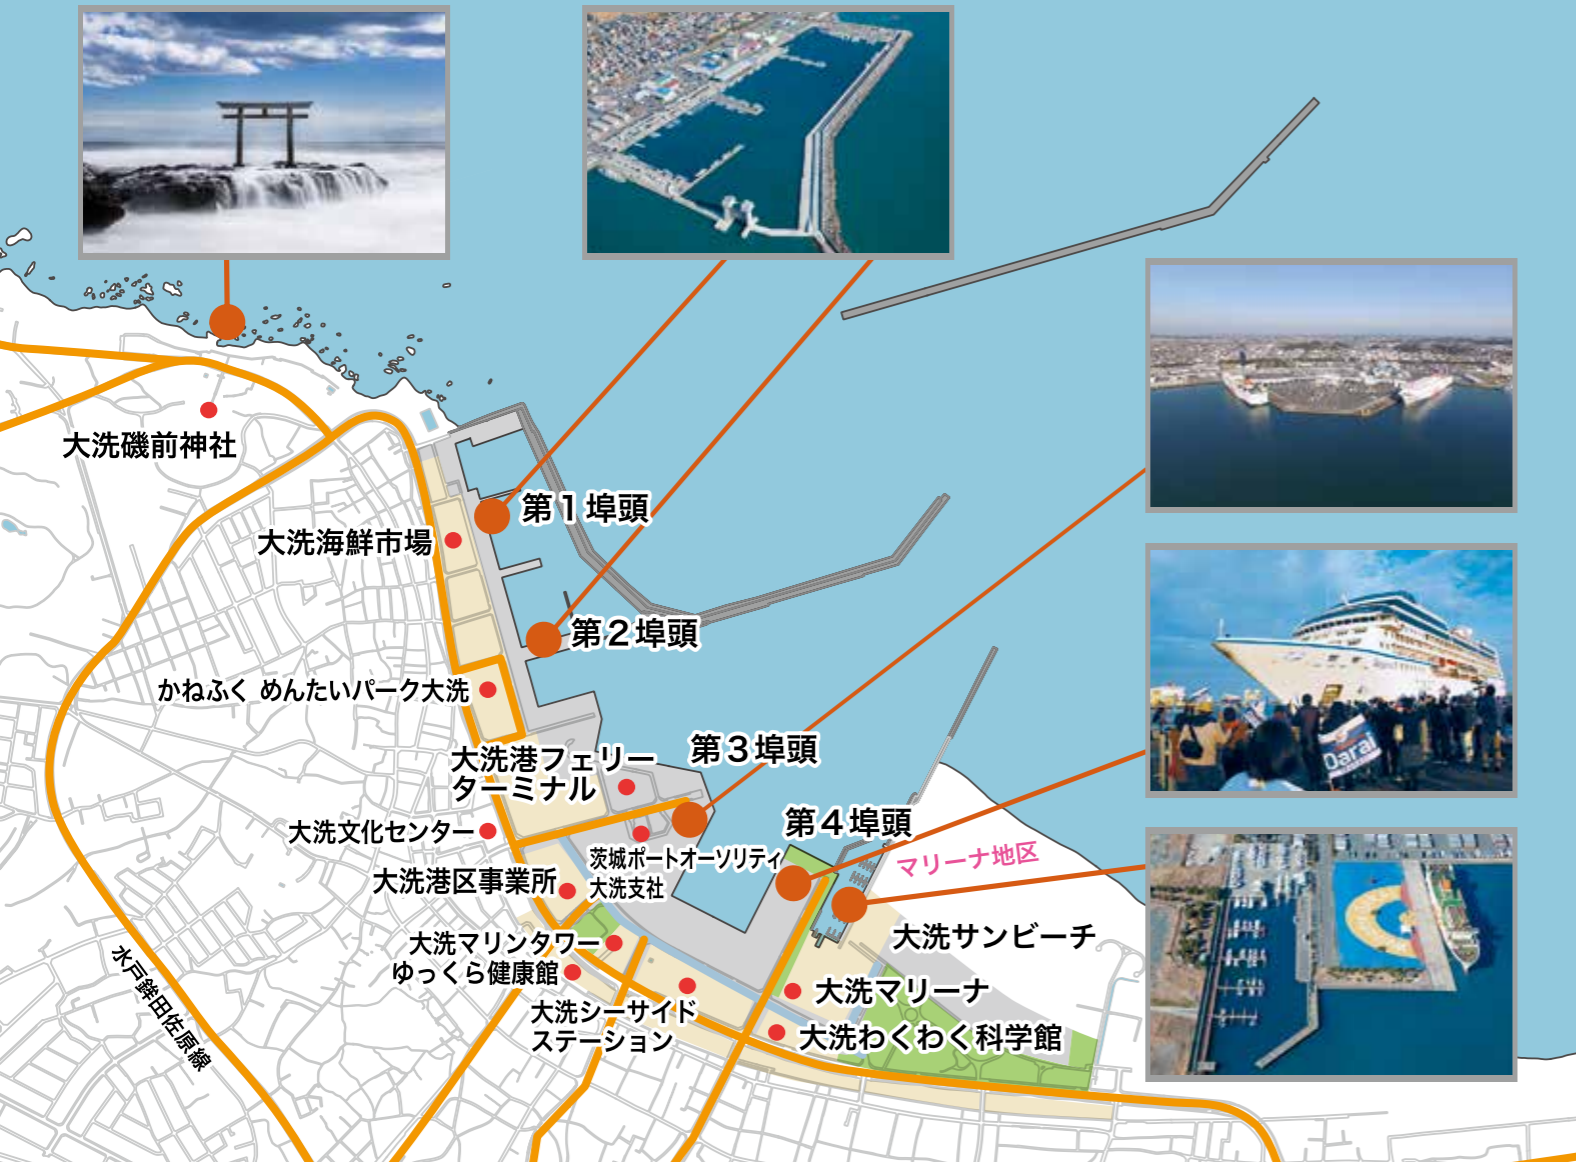 大洗磯前神社
第1埠頭
大洗海鮮市場
第2埠頭
かねふく めんたいパーク大洗
大洗港フェリー
ターミナル
第3埠頭
大洗文化センター
第4埠頭
茨城ポートオーソリティ
大洗支社
マリーナ地区
大洗港区事業所
大洗サンビーチ
大洗マリンタワー
ゆっくら健康館
大洗マリーナ
大洗シーサイド
ステーション
大洗わくわく科学館
水戸鉾田佐原線
Oarai